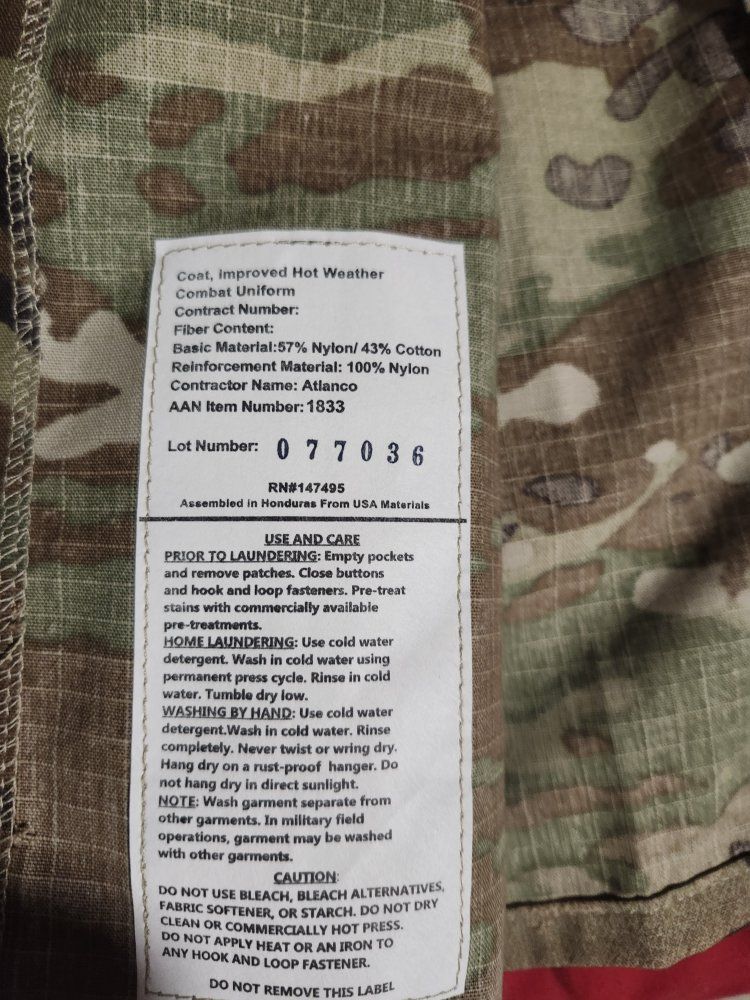 Coat, Improved Hot Weather
Combat Uniform
Contract Number:
Fiber Content:
Basic Material:57% Nylon/ 43% Cotton
Reinforcement Material: 100% Nylon
Contractor Name: Atlanco
AAN Item Number: 1833
Lot Number: 077036
RN#147495
Assembled in Honduras From USA Materials
USE AND CARE
PRIOR TO LAUNDERING: Empty pockets
and remove patches. Close buttons
and hook and loop fasteners. Pre-treat
stains with commercially available
pre-treatments.
HOME LAUNDERING: Use cold water
detergent. Wash in cold water using
permanent press cycle. Rinse in cold
water. Tumble dry low.
WASHING BY HAND: Use cold water
detergent.Wash in cold water. Rinse
completely. Never twist or wring dry.
Hang dry on a rust-proof hanger. Do
not hang dry in direct sunlight.
NOTE: Wash garment separate from
other garments. In military field
operations, garment may be washed
with other garments.
CAUTION:
DO NOT USE BLEACH, BLEACH ALTERNATIVES,
FABRIC SOFTENER, OR STARCH. DO NOT DRY
CLEAN OR COMMERCIALLY HOT PRESS.
DO NOT APPLY HEAT OR AN IRON TO
ANY HOOK AND LOOP FASTENER.
DO NOT REMOVE THIS LABEL